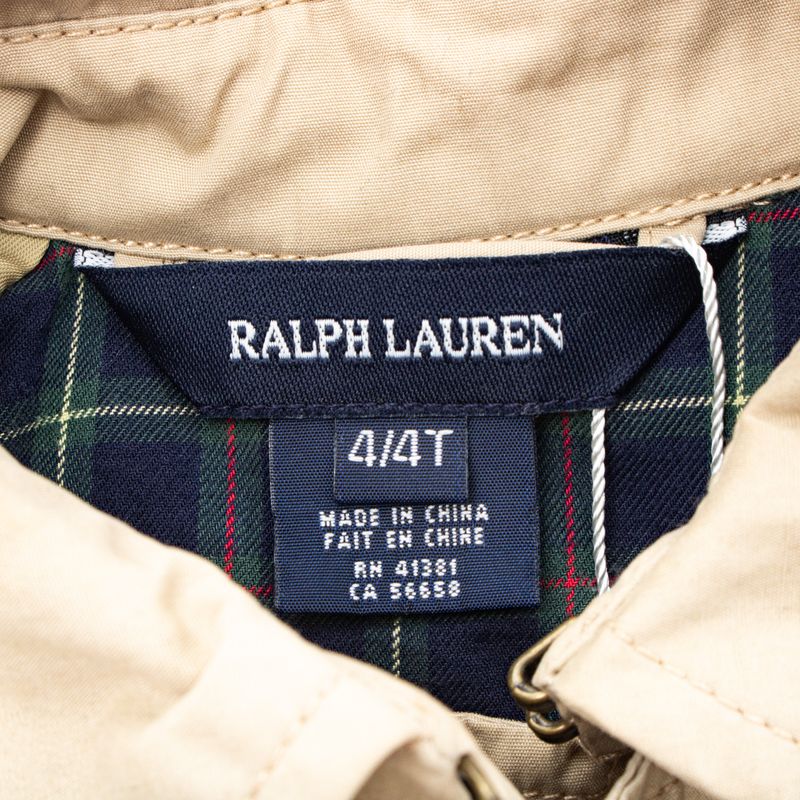 RALPH LAUREN
4/4T
MADE IN CHINA
FAIT EN CHINE
RN 41381
CA 56658